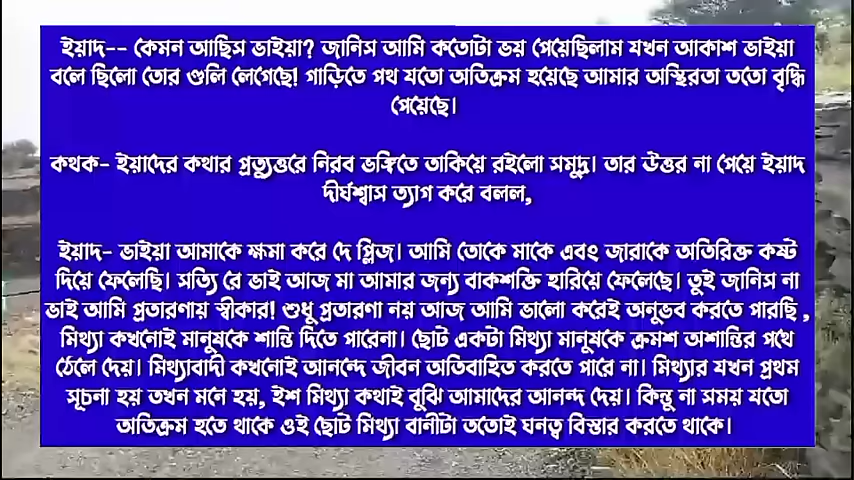 ইয়াদ-- কেমন আছিস ভাইয়া? জানিস আমি কতোটা ভয় পেয়েছিলাম যখন আকাশ ভাইয়া
বলে ছিলো তোর গুলি লেগেছে! গাড়িতে পথ যতো অতিক্রম হয়েছে আমার অস্থিরতা ততো বৃদ্ধি
পেয়েছে।
কথক- ইয়াদের কথার প্রত্যুত্তরে নিরব ভঙ্গিতে তাকিয়ে রইলো সমুদ্র। তার উত্তর না পেয়ে ইয়াদ
দীর্ঘশ্বাস ত্যাগ করে বলল,
ইয়াদ- ভাইয়া আমাকে ক্ষমা করে দে প্লিজ। আমি তোকে মাকে এবং জারাকে অতিরিক্ত কষ্ট
দিয়ে ফেলেছি। সত্যি রে ভাই আজ মা আমার জন্য বাকশক্তি হারিয়ে ফেলেছে। তুই জানিস না
ভাই আমি প্রতারণায় স্বীকার! শুধু প্রতারণা নয় আজ আমি ভালো করেই অনুভব করতে পারছি ,
মিথ্যা কখনোই মানুষকে শান্তি দিতে পারেনা। ছোট একটা মিথ্যা মানুষকে ক্রমশ অশান্তির পথে
ঠেলে দেয়। মিথ্যাবাদী কখনোই আনন্দে জীবন অতিবাহিত করতে পারে না। মিথ্যার যখন প্রথম
সূচনা হয় তখন মনে হয়, ইশ মিথ্যা কথাই বুঝি আমাদের আনন্দ দেয়। কিন্তু না সময় যতো
অতিক্রম হতে থাকে ওই ছোট মিথ্যা বানীটা ততোই ঘনত্ব বিস্তার করতে থাকে।